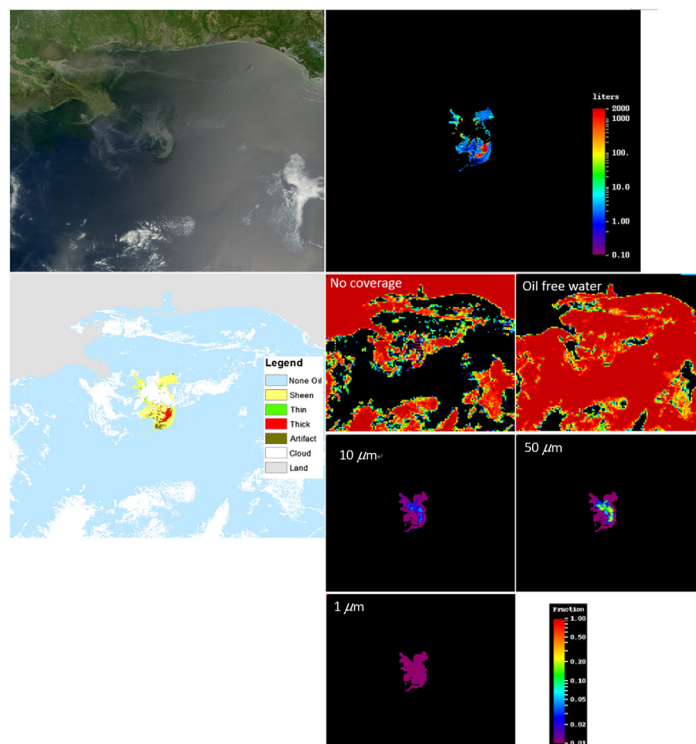 liters
2000
1000
100.
10.0
1.00
0.10
Legend
None Oil
Sheen
Thin
Thick
Artifact
Cloud
Land
No coverage
Oil free water
10 μm
50 μm
1 μm
Fraction
1.00
0.50
0.20
0.10
0.05
0.02
0.01